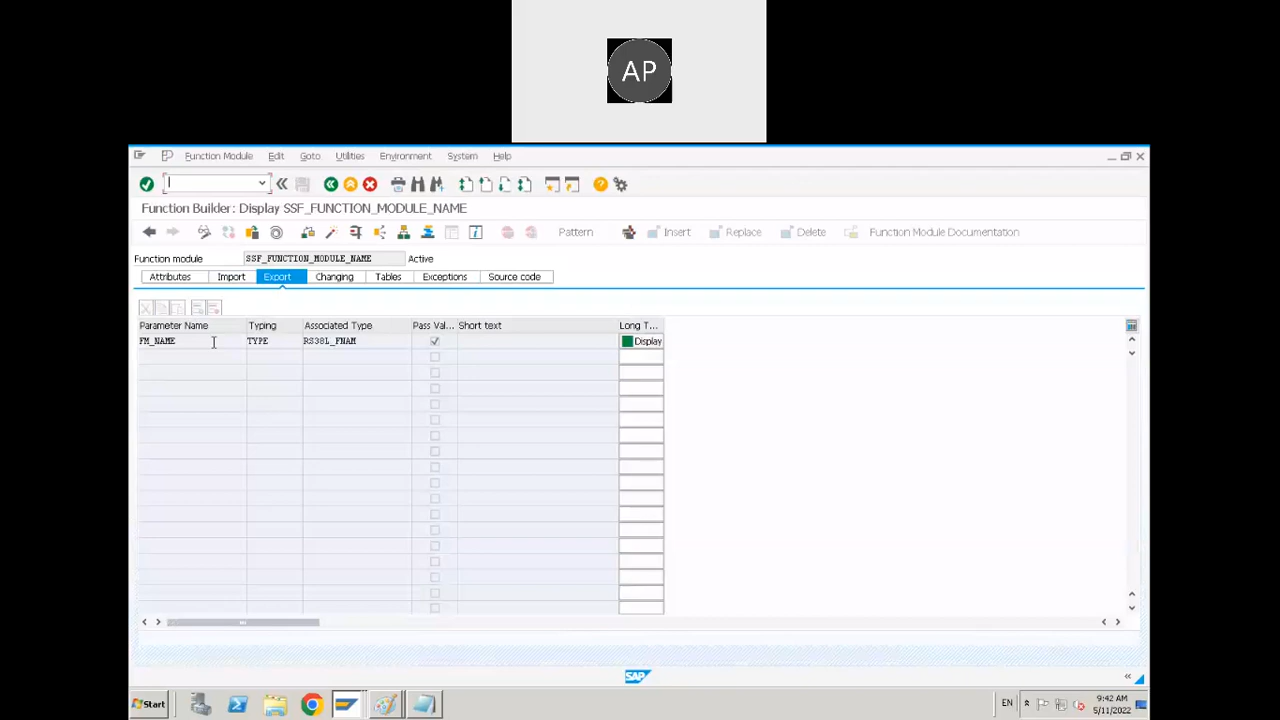 AP
Function Module Edit Goto Utilities Environment System Help
Function Builder: Display SSF_FUNCTION_MODULE_NAME
Pattern Insert Replace Delete Function Module Documentation
Function module SSF_FUNCTION_MODULE_NAME Active
Attributes Import Export Changing Tables Exceptions Source code
Parameter Name Typing Associated Type Pass Val... Short text Long T...
FM_NAME TYPE RS38L_FNAM Display
SAP
Start EN 9:42 AM
5/11/2022